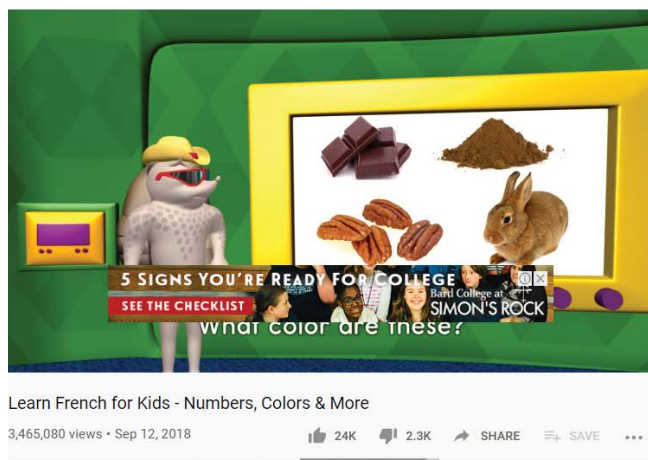 5 SIGNS YOU'RE READY FOR COLLEGE
SEE THE CHECKLIST
Bard College at
SIMON'S ROCK
What color are these?
Learn French for Kids - Numbers, Colors & More
3,465,080 views • Sep 12, 2018 24K 2.3K SHARE SAVE